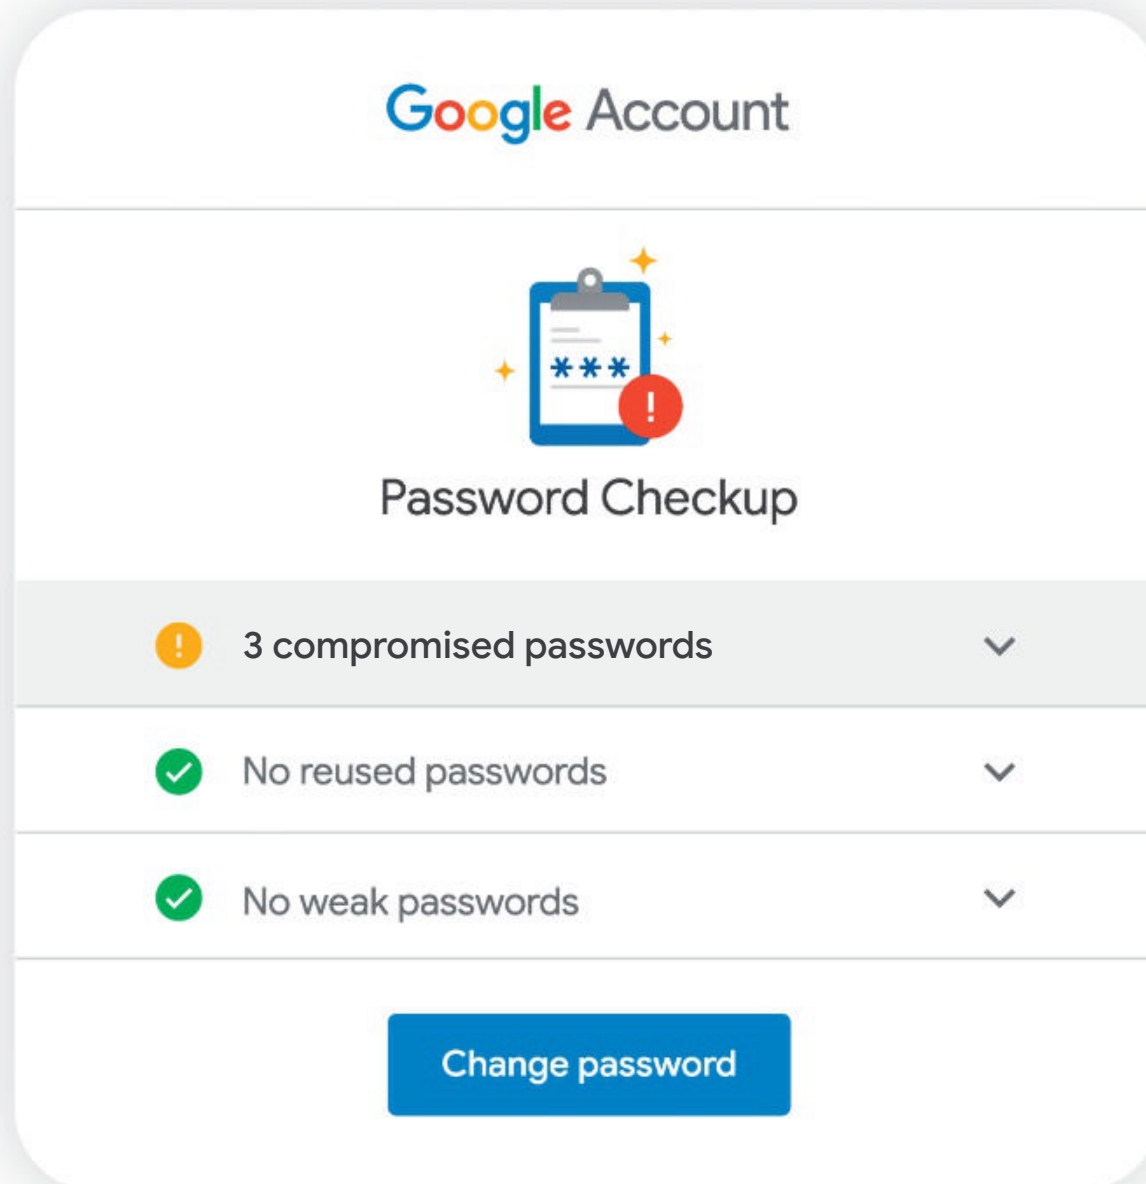 Google Account
***
Password Checkup
3 compromised passwords
No reused passwords
No weak passwords
Change password